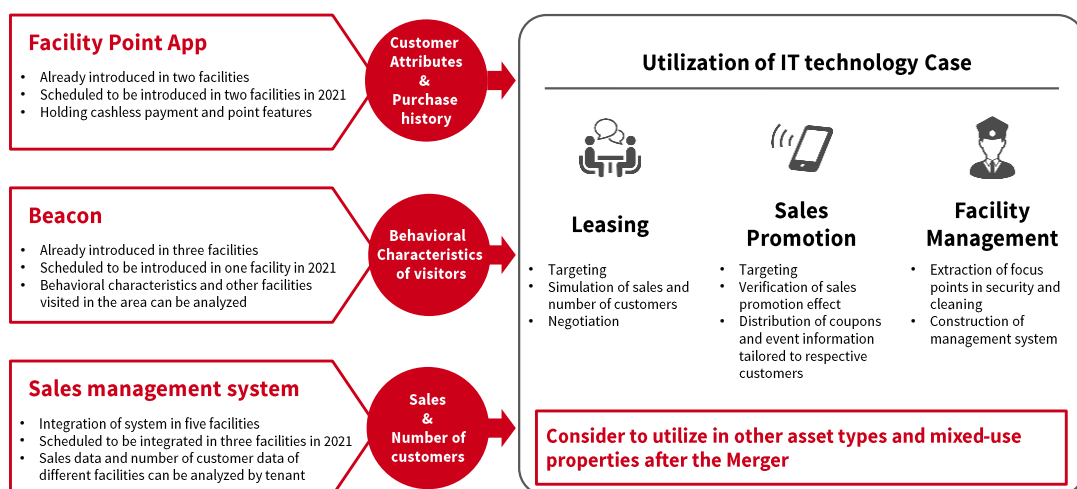 Facility Point App
• Already introduced in two facilities
• Scheduled to be introduced in two facilities in 2021
• Holding cashless payment and point features
Customer
Attributes
&
Purchase
history
Beacon
• Already introduced in three facilities
• Scheduled to be introduced in one facility in 2021
• Behavioral characteristics and other facilities
visited in the area can be analyzed
Behavioral
Characteristics
of visitors
Sales management system
• Integration of system in five facilities
• Scheduled to be integrated in three facilities in 2021
• Sales data and number of customer data of
different facilities can be analyzed by tenant
Sales
&
Number of
customers
Utilization of IT technology Case
Leasing
• Targeting
• Simulation of sales and
number of customers
• Negotiation
Sales
Promotion
• Targeting
• Verification of sales
promotion effect
• Distribution of coupons
and event information
tailored to respective
customers
Facility
Management
• Extraction of focus
points in security and
cleaning
• Construction of
management system
Consider to utilize in other asset types and mixed-use
properties after the Merger